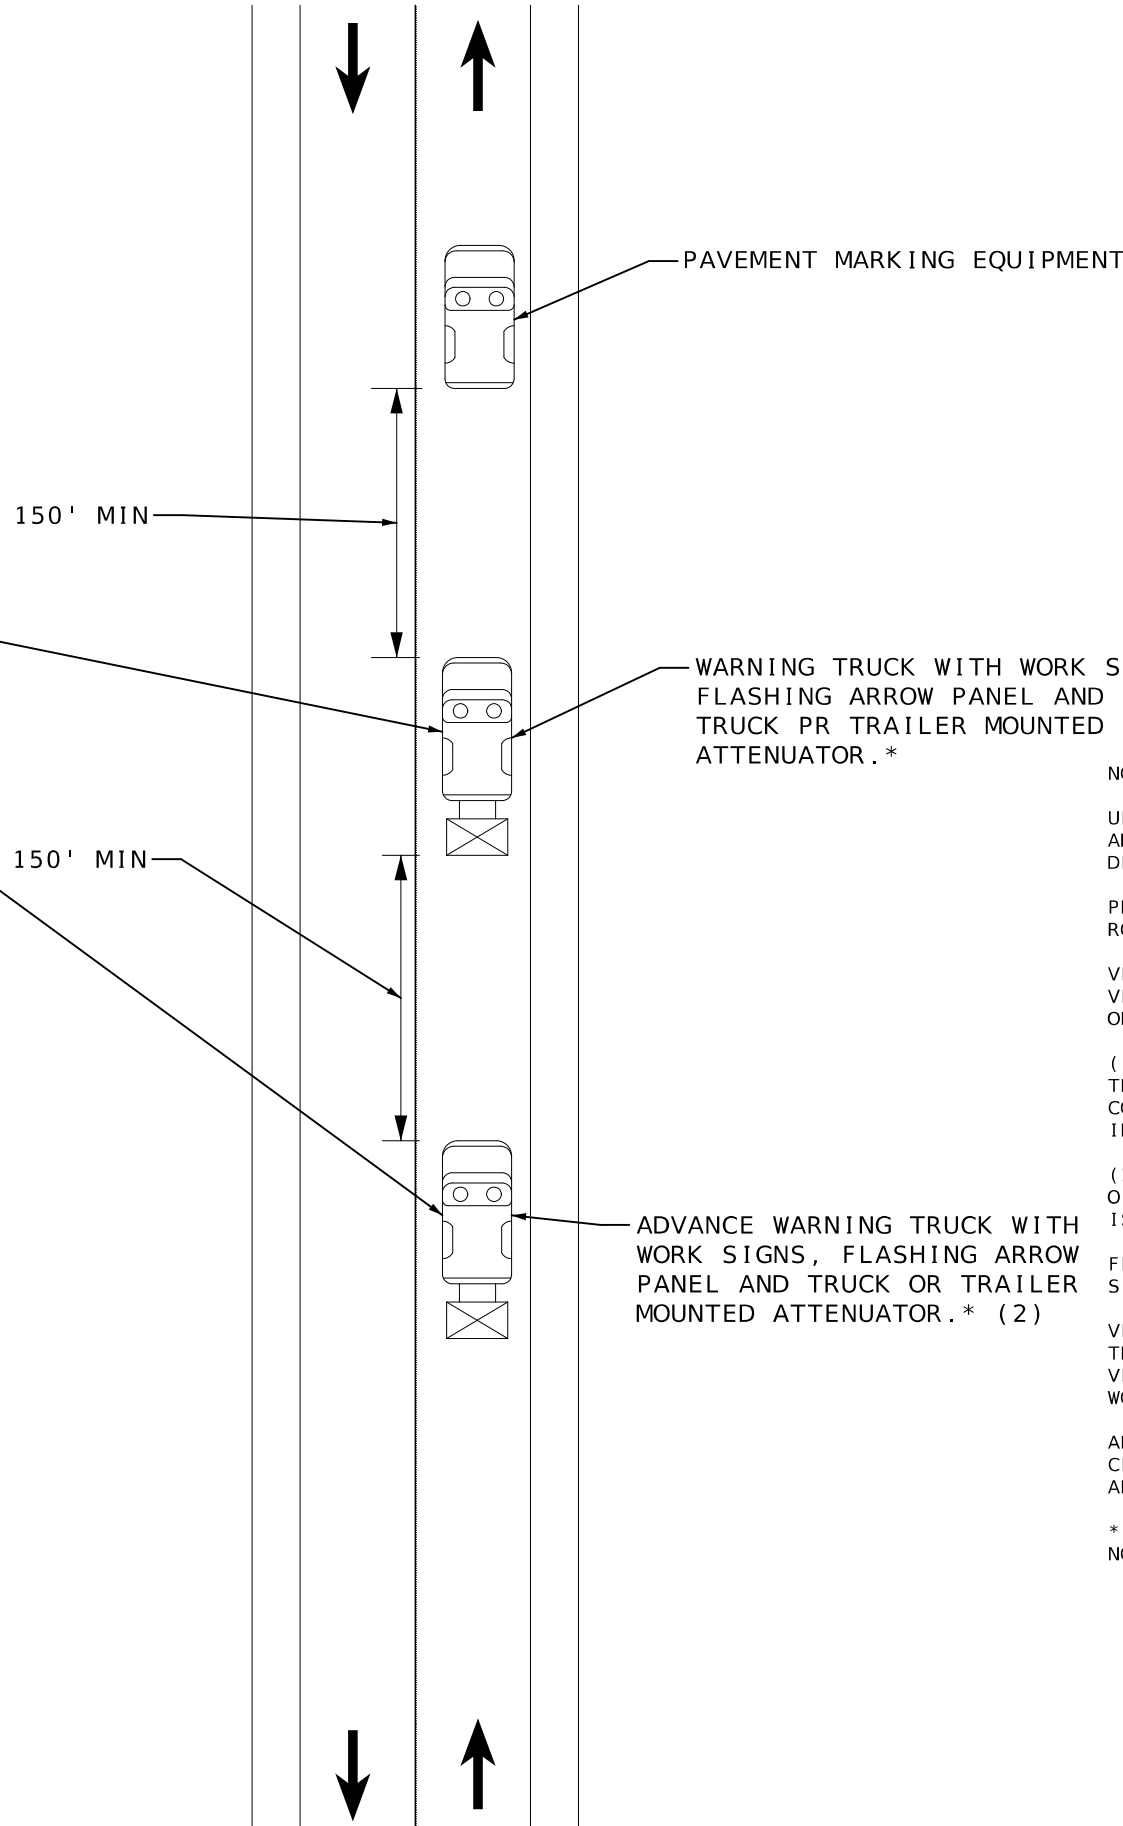 PAVEMENT MARKING EQUIPMENT
150' MIN
WARNING TRUCK WITH WORK S
FLASHING ARROW PANEL AND
TRUCK PR TRAILER MOUNTED
ATTENUATOR.*
150' MIN
ADVANCE WARNING TRUCK WITH
WORK SIGNS, FLASHING ARROW
PANEL AND TRUCK OR TRAILER
MOUNTED ATTENUATOR.* (2)
(
*